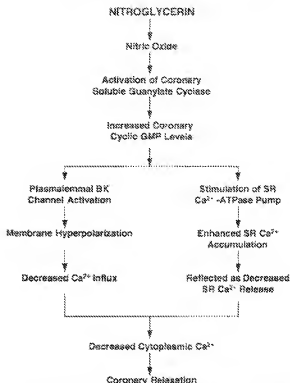 NITROGLYCERIN
Nitric Oxide
Activation of Coronary
Soluble Guanylate Cyclase
Increased Coronary
Cyclic GMP Levels
Plasmalemmal BK
Channel Activation
Stimulation of SR
Ca²⁺ -ATPase Pump
Membrane Hyperpolarization
Enhanced SR Ca²⁺
Accumulation
Decreased Ca²⁺ Influx
Reflected as Decreased
SR Ca²⁺ Release
Decreased Cytoplasmic Ca²⁺
Coronary Relaxation